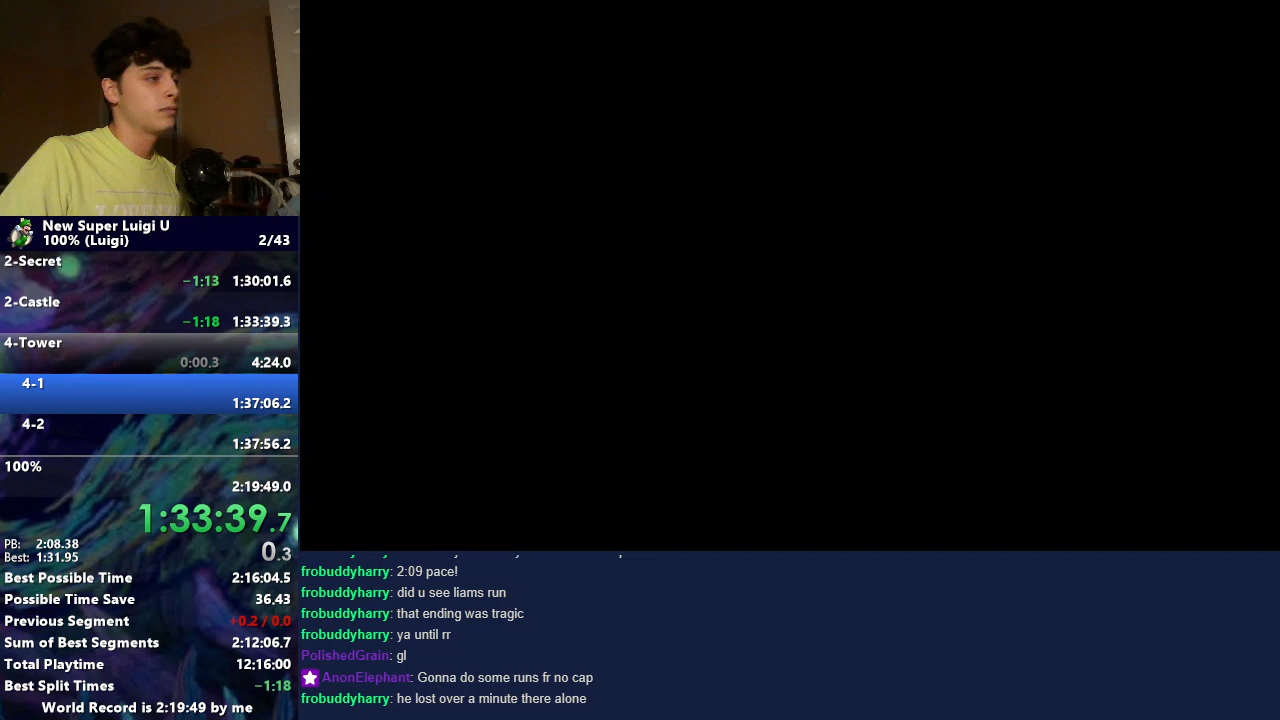 New Super Luigi U
100% (Luigi) 2/43
2-Secret
−1:13 1:30:01.6
2-Castle
−1:18 1:33:39.3
4-Tower
0:00.3 4:24.0
4-1
1:37:06.2
4-2
1:37:56.2
100%
2:19:49.0
1:33:39.7
PB: 2:08.38
Best: 1:31.95
0.3
Best Possible Time 2:16:04.5
Possible Time Save 36.43
Previous Segment +0.2 / 0.0
Sum of Best Segments 2:12:06.7
Total Playtime 12:16:00
Best Split Times −1:18
World Record is 2:19:49 by me
frobuddyharry: 2:09 pace!
frobuddyharry: did u see liams run
frobuddyharry: that ending was tragic
frobuddyharry: ya until rr
PolishedGrain: gl
AnonElephant: Gonna do some runs fr no cap
frobuddyharry: he lost over a minute there alone